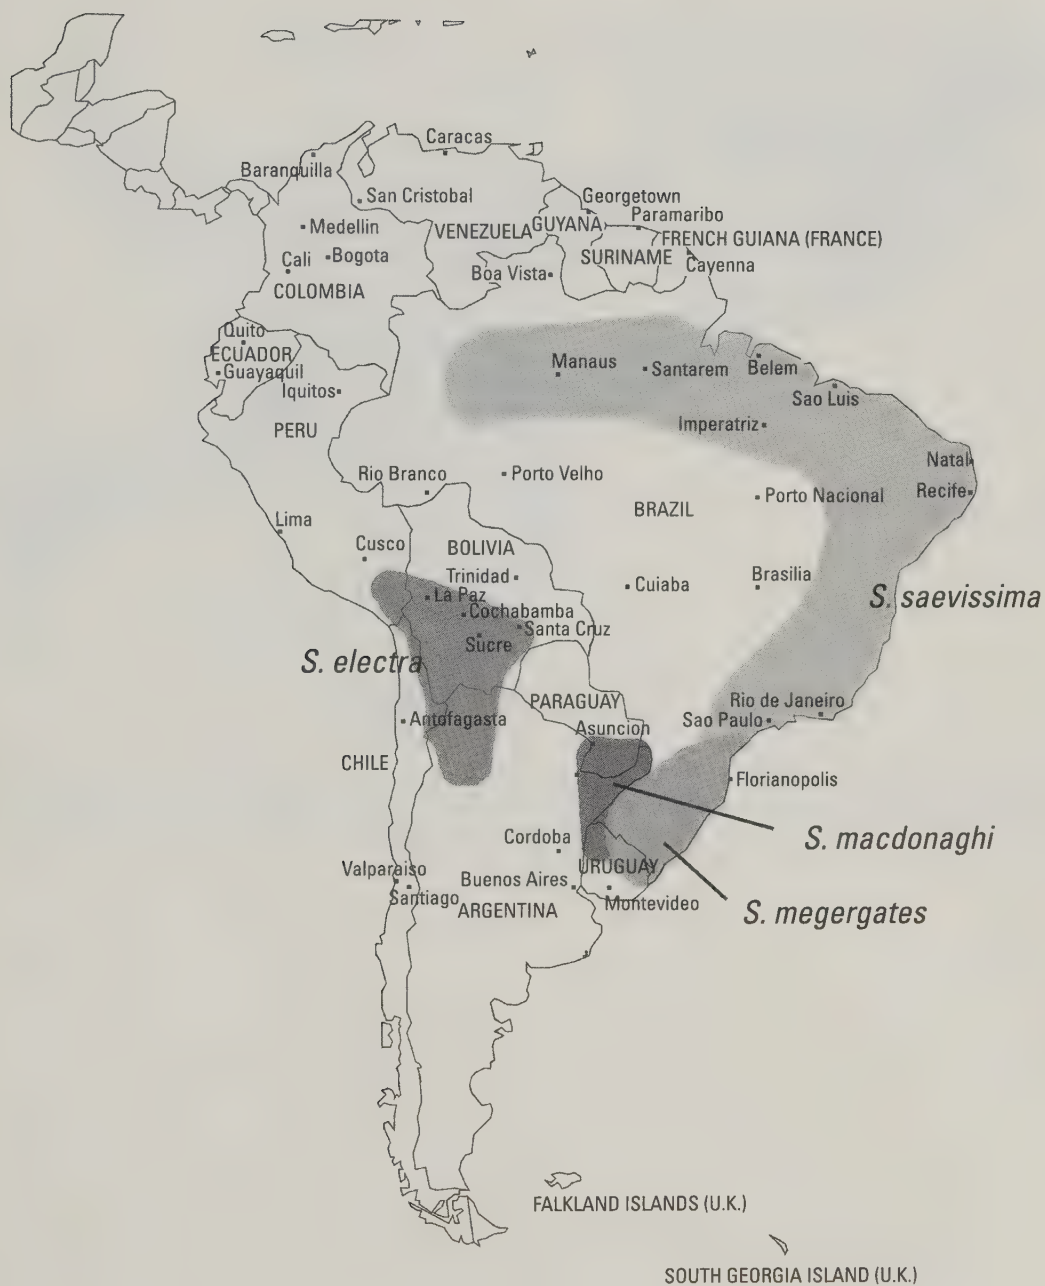 Caracas
Baranquilla
San Cristobal
Georgetown
Paramaribo
Medellin
VENEZUELA
GUYANA
FRENCH GUIANA (FRANCE)
Cali
Bogota
SURINAME
Cayenna
Boa Vista
COLOMBIA
Quito
ECUADOR
Guayaquil
Iquitos
Manaus
Santarem
Belem
Sao Luis
PERU
Imperatriz
Natal
Rio Branco
Porto Velho
Porto Nacional
Recife
BRAZIL
Lima
Cusco
BOLIVIA
Trinidad
Cuiaba
Brasilia
La Paz
S. saevissima
Cochabamba
Santa Cruz
Sucre
S. electra
PARAGUAY
Rio de Janeiro
Antofagasta
Sao Paulo
Asuncion
CHILE
Florianopolis
Cordoba
S. macdonaghi
Valparaiso
URUGUAY
Buenos Aires
Santiago
Montevideo
ARGENTINA
S. megergates
FALKLAND ISLANDS (U.K.)
SOUTH GEORGIA ISLAND (U.K.)